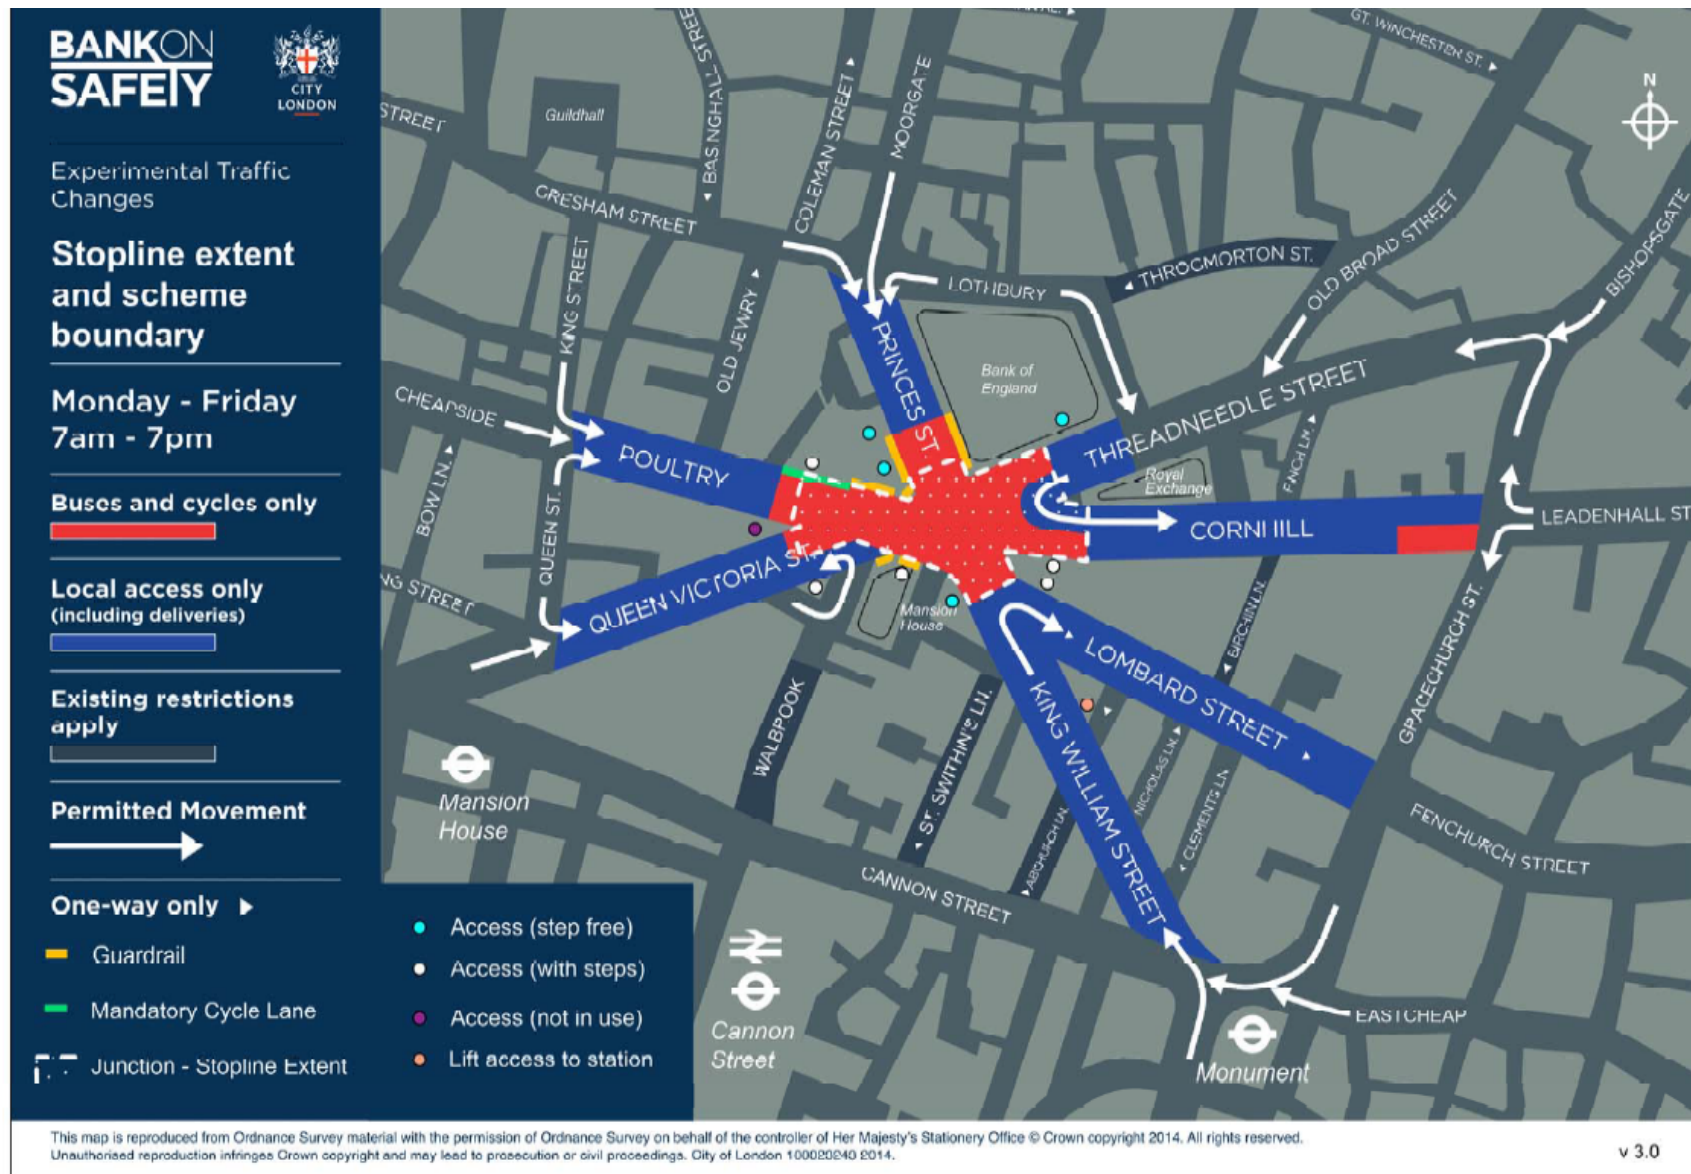 BANKON
SAFETY
CITY
LONDON
Experimental Traffic
Changes
Stopline extent
and scheme
boundary
Monday - Friday
7am - 7pm
Buses and cycles only
Local access only
(including deliveries)
Existing restrictions
apply
Permitted Movement
One-way only
Guardrail
Mandatory Cycle Lane
Junction - Stopline Extent
Access (step free)
Access (with steps)
Access (not in use)
Lift access to station
STREET
Guildhall
BASINGHALL STREET
COLEMAN STREET
MOORGATE
GT. WINCHESTER ST.
N
GRESHAM STREET
KING STREET
OLD JEWRY
LOTHBURY
THROGMORTON ST.
OLD BROAD STREET
BISHOPSGATE
PRINCES ST.
Bank of
England
THREADNEEDLE STREET
CHEAPSIDE
POULTRY
BOW LN.
QUEEN ST.
Royal
Exchange
FINCH LN.
CORNHILL
LEADENHALL ST
NG STREET
QUEEN VICTORIA ST.
Mansion
House
LOMBARD STREET
BIRCHIN LN.
GRACECHURCH ST.
WALBROOK
ST. SWITHIN'S LN.
KING WILLIAM STREET
NICHOLAS LN.
CLEMENTS LN
ABCHURCH LN.
Mansion
House
FENCHURCH STREET
CANNON STREET
Cannon
Street
EASTCHEAP
Monument
This map is reproduced from Ordnance Survey material with the permission of Ordnance Survey on behalf of the controller of Her Majesty's Stationery Office © Crown copyright 2014. All rights reserved.
Unauthorised reproduction infringes Crown copyright and may lead to prosecution or civil proceedings. City of London 100020240 2014.
v 3.0